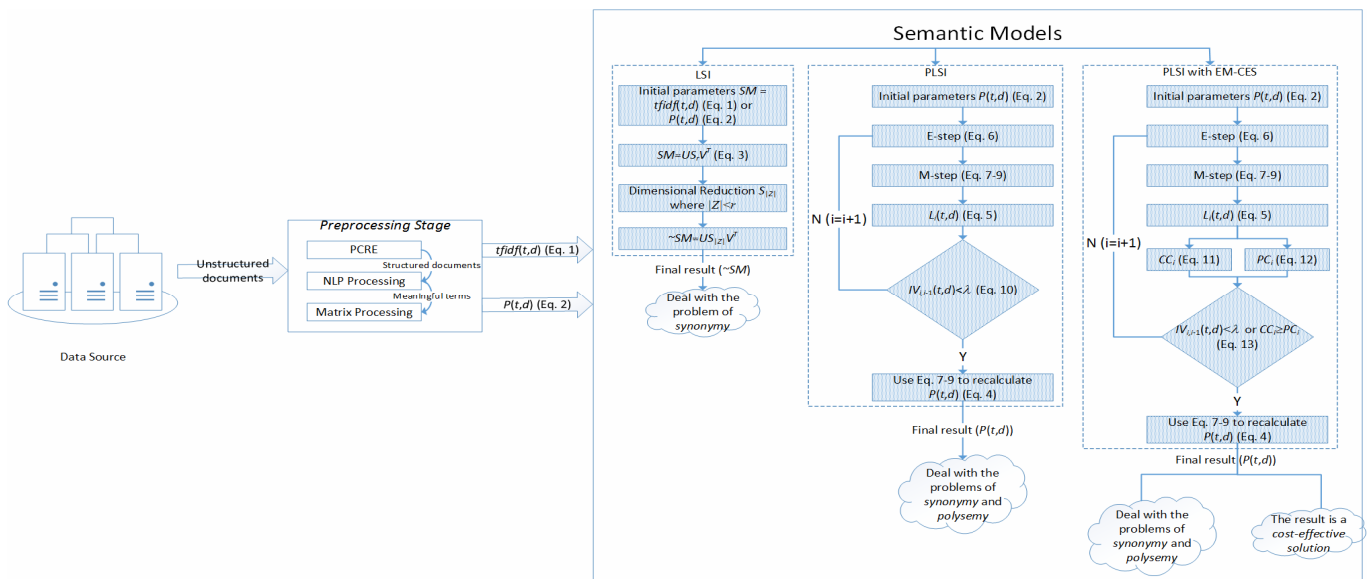 Data Source
Unstructured
documents
Preprocessing Stage
PCRE
Structured documents
NLP Processing
Meaningful terms
Matrix Processing
tfidf(t,d) (Eq. 1)
P(t,d) (Eq. 2)
Semantic Models
LSI
Initial parameters SM =
tfidf(t,d) (Eq. 1) or
P(t,d) (Eq. 2)
SM=USᵣVᵀ (Eq. 3)
Dimensional Reduction S|Z|
where |Z|<r
~SM=US|Z|Vᵀ
Final result (~SM)
Deal with the
problem of
synonymy
PLSI
Initial parameters P(t,d) (Eq. 2)
E-step (Eq. 6)
M-step (Eq. 7-9)
Lᵢ(t,d) (Eq. 5)
N (i=i+1)
IVᵢ,ᵢ₋₁(t,d)<λ (Eq. 10)
Y
Use Eq. 7-9 to recalculate
P(t,d) (Eq. 4)
Final result (P(t,d))
Deal with the
problems of
synonymy and
polysemy
PLSI with EM-CES
Initial parameters P(t,d) (Eq. 2)
E-step (Eq. 6)
M-step (Eq. 7-9)
Lᵢ(t,d) (Eq. 5)
N (i=i+1)
CCᵢ (Eq. 11)
PCᵢ (Eq. 12)
IVᵢ,ᵢ₋₁(t,d)<λ or CCᵢ≥PCᵢ
(Eq. 13)
Y
Use Eq. 7-9 to recalculate
P(t,d) (Eq. 4)
Final result (P(t,d))
Deal with the
problems of
synonymy and
polysemy
The result is a
cost-effective
solution